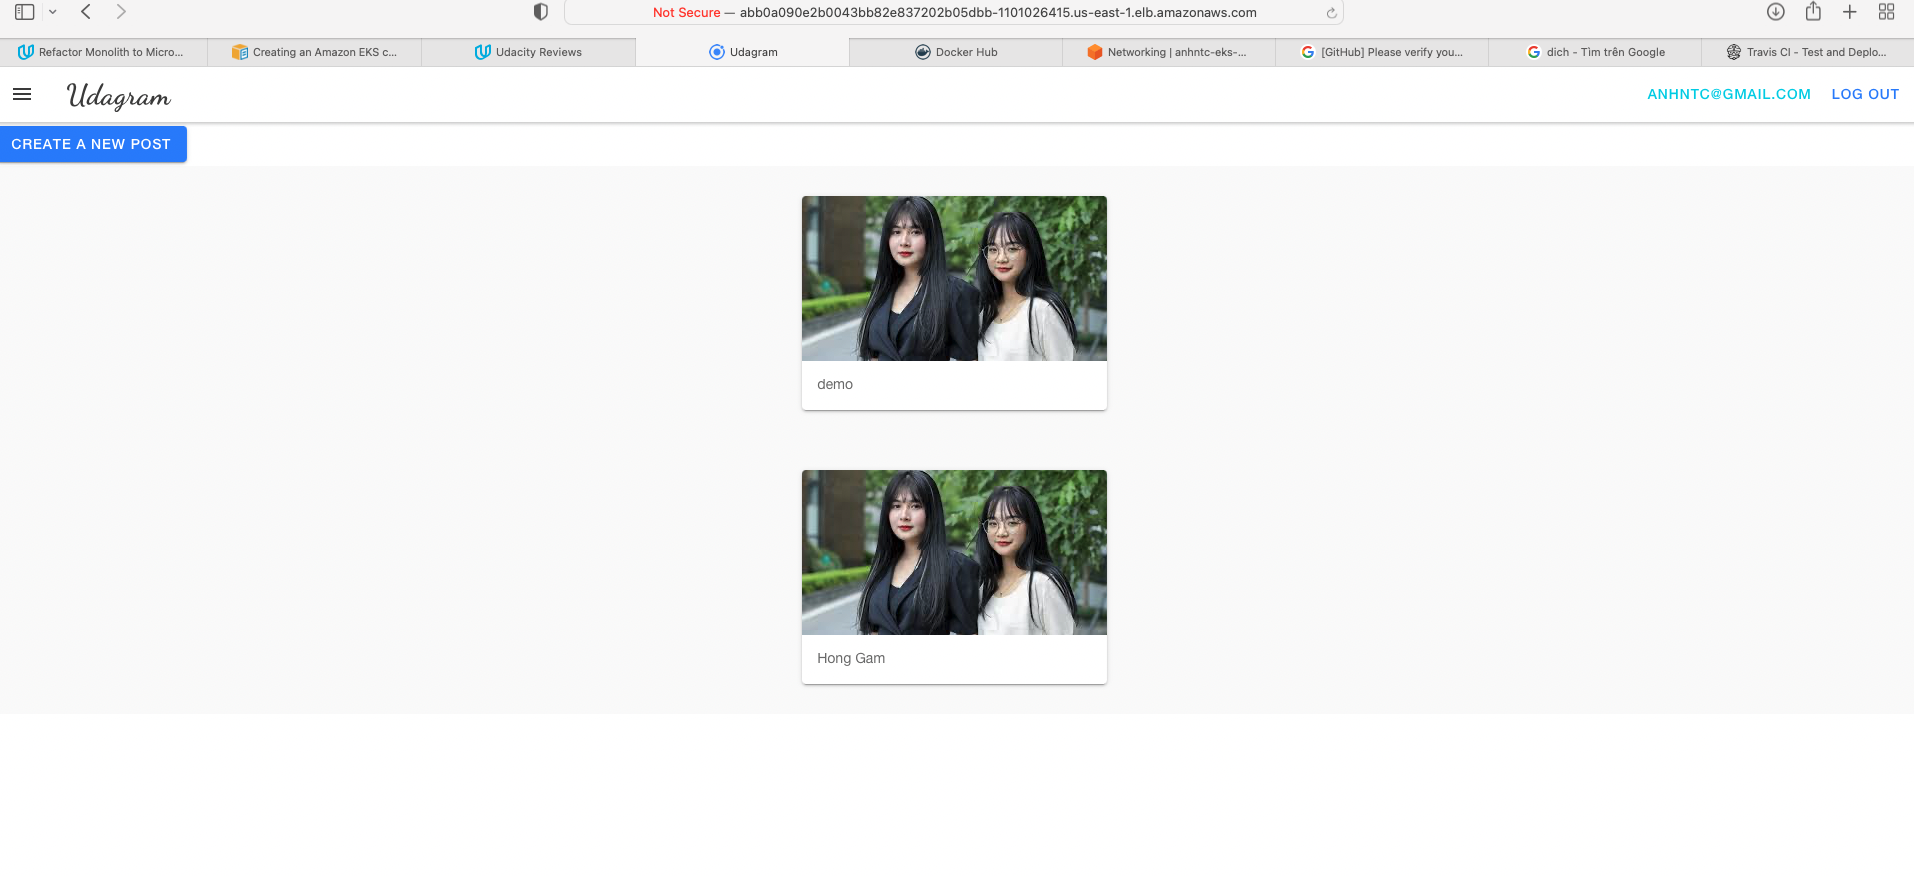 Not Secure — abb0a090e2b0043bb82e837202b05dbb-1101026415.us-east-1.elb.amazonaws.com
Refactor Monolith to Micro...
Creating an Amazon EKS c...
Udacity Reviews
Udagram
Docker Hub
Networking | anhntc-eks-...
[GitHub] Please verify you...
dich - Tìm trên Google
Travis CI - Test and Deplo...
Udagram
ANHNTC@GMAIL.COM
LOG OUT
CREATE A NEW POST
demo
Hong Gam